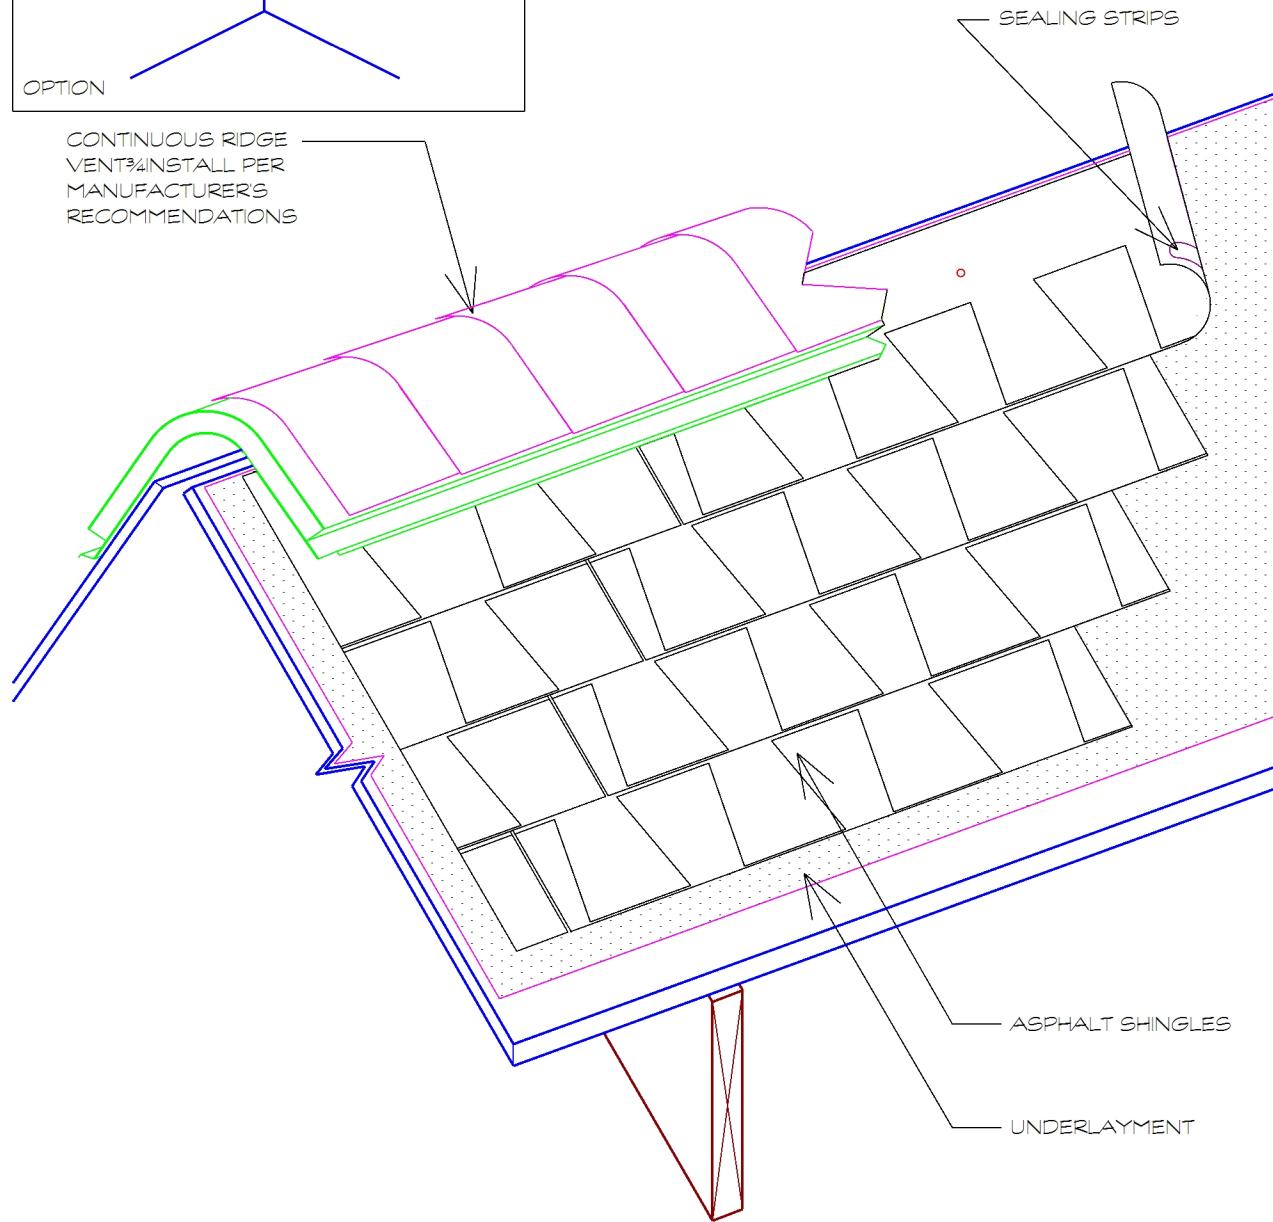 SEALING STRIPS
OPTION
CONTINUOUS RIDGE
VENT¾INSTALL PER
MANUFACTURER'S
RECOMMENDATIONS
ASPHALT SHINGLES
UNDERLAYMENT